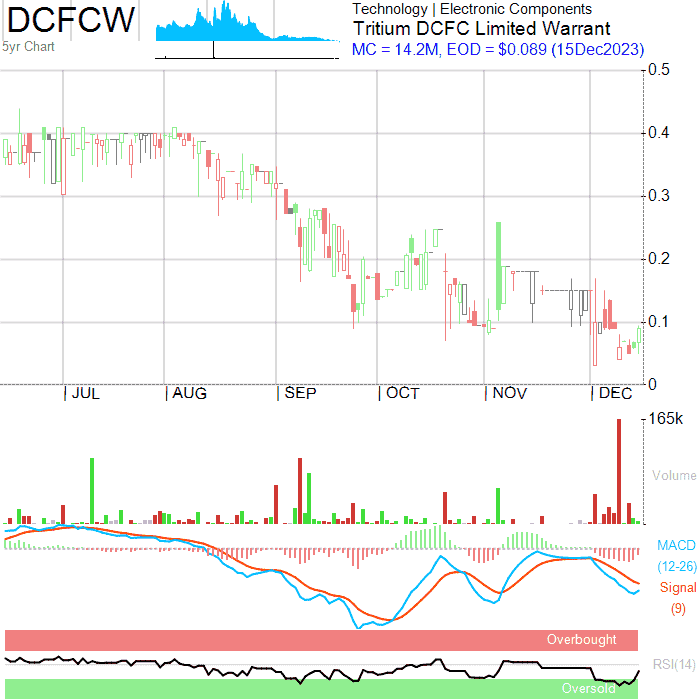 DCFCW
5yr Chart
Technology | Electronic Components
Tritium DCFC Limited Warrant
MC = 14.2M, EOD = $0.089 (15Dec2023)
0.5
0.4
0.3
0.2
0.1
0
JUL
AUG
SEP
OCT
NOV
DEC
165k
Volume
MACD
(12-26)
Signal
(9)
Overbought
RSI(14)
Oversold